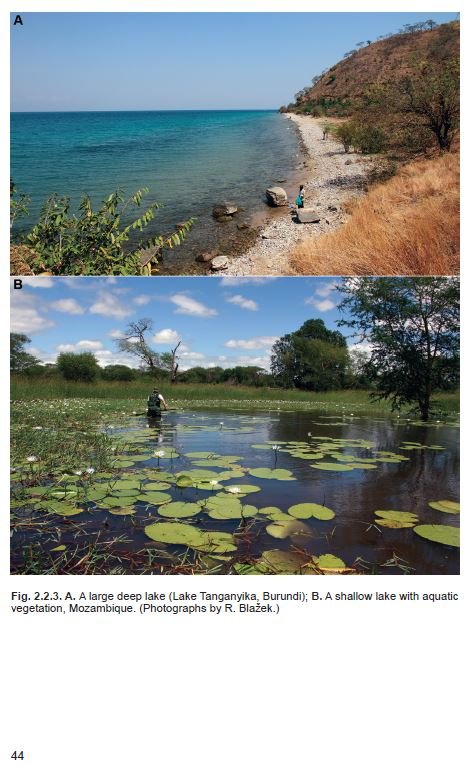 A
B
Fig. 2.2.3. A. A large deep lake (Lake Tanganyika, Burundi); B. A shallow lake with aquatic
vegetation, Mozambique. (Photographs by R. Blažek.)
44